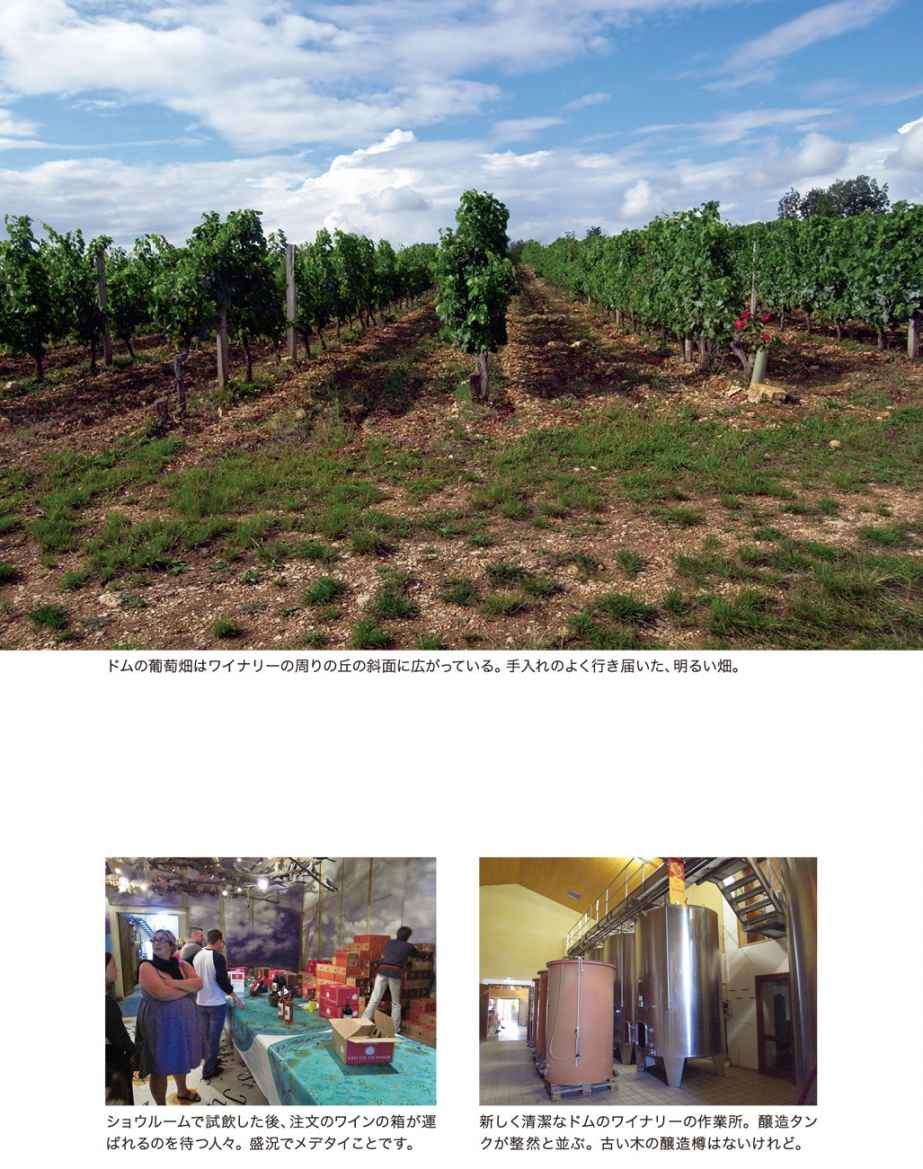 ドムの葡萄畑はワイナリーの周りの丘の斜面に広がっている。手入れのよく行き届いた、明るい畑。
ショウルームで試飲した後、注文のワインの箱が運
ばれるのを待つ人々。盛況でメデタイことです。
新しく清潔なドムのワイナリーの作業所。醸造タン
クが整然と並ぶ。古い木の醸造樽はないけれど。